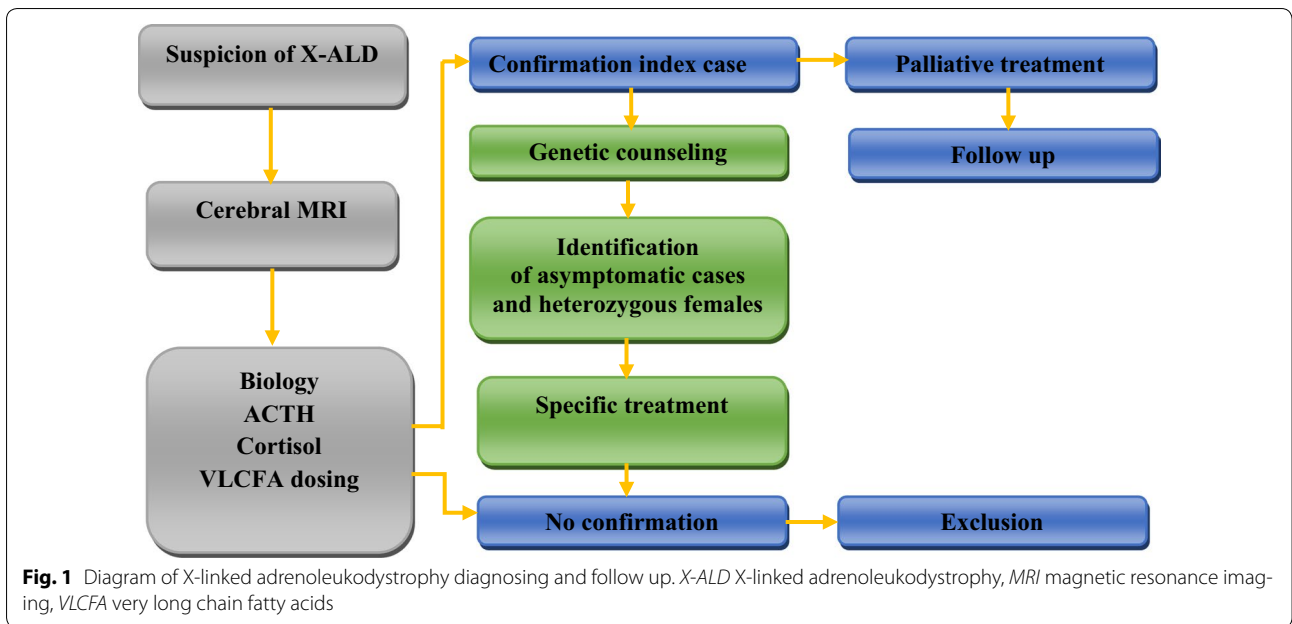 Suspicion of X-ALD
Cerebral MRI
Biology
ACTH
Cortisol
VLCFA dosing
Confirmation index case
Palliative treatment
Genetic counseling
Follow up
Identification
of asymptomatic cases
and heterozygous females
Specific treatment
No confirmation
Exclusion
Fig. 1 Diagram of X-linked adrenoleukodystrophy diagnosing and follow up. X-ALD X-linked adrenoleukodystrophy, MRI magnetic resonance imag-
ing, VLCFA very long chain fatty acids